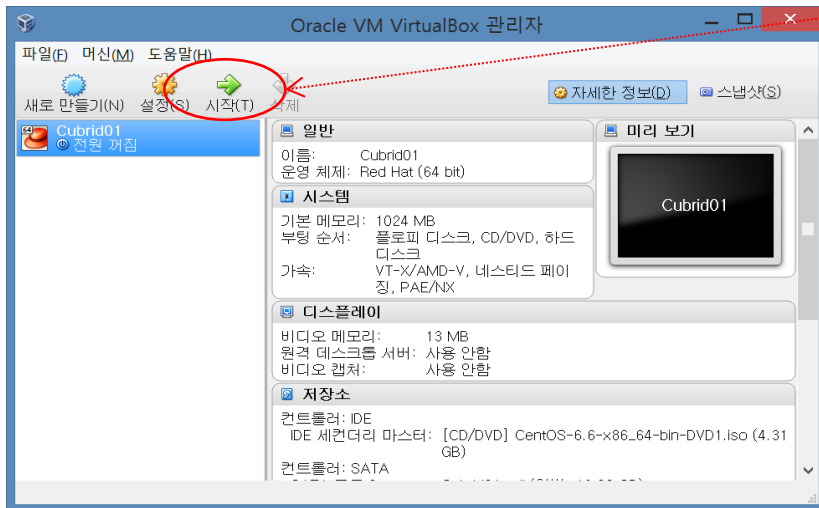 Oracle VM VirtualBox 관리자
파일(F) 머신(M) 도움말(H)
새로 만들기(N) 설정(S) 시작(T) 삭제 자세한 정보(D) 스냅샷(S)
64
Cubrid01
전원 꺼짐
일반
이름: Cubrid01
운영 체제: Red Hat (64 bit)
미리 보기
Cubrid01
시스템
기본 메모리: 1024 MB
부팅 순서: 플로피 디스크, CD/DVD, 하드
디스크
가속: VT-X/AMD-V, 네스티드 페이
징, PAE/NX
디스플레이
비디오 메모리: 13 MB
원격 데스크톱 서버: 사용 안함
비디오 캡처: 사용 안함
저장소
컨트롤러: IDE
IDE 세컨더리 마스터: [CD/DVD] CentOS-6.6-x86_64-bin-DVD1.iso (4.31
GB)
컨트롤러: SATA